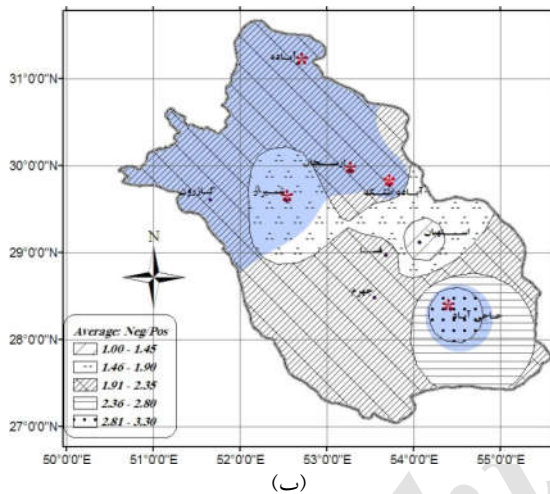 31°0'0"N
آباده
30°0'0"N
ارسنجان
آباده طشک
کازرون
شیراز
استهبان
29°0'0"N
فسا
N
جهرم
حاجی آباد
28°0'0"N
Average: Neg/Pos
1.00 - 1.45
1.46 - 1.90
1.91 - 2.35
2.36 - 2.80
2.81 - 3.30
27°0'0"N
50°0'0"E 51°0'0"E 52°0'0"E 53°0'0"E 54°0'0"E 55°0'0"E
(ب)